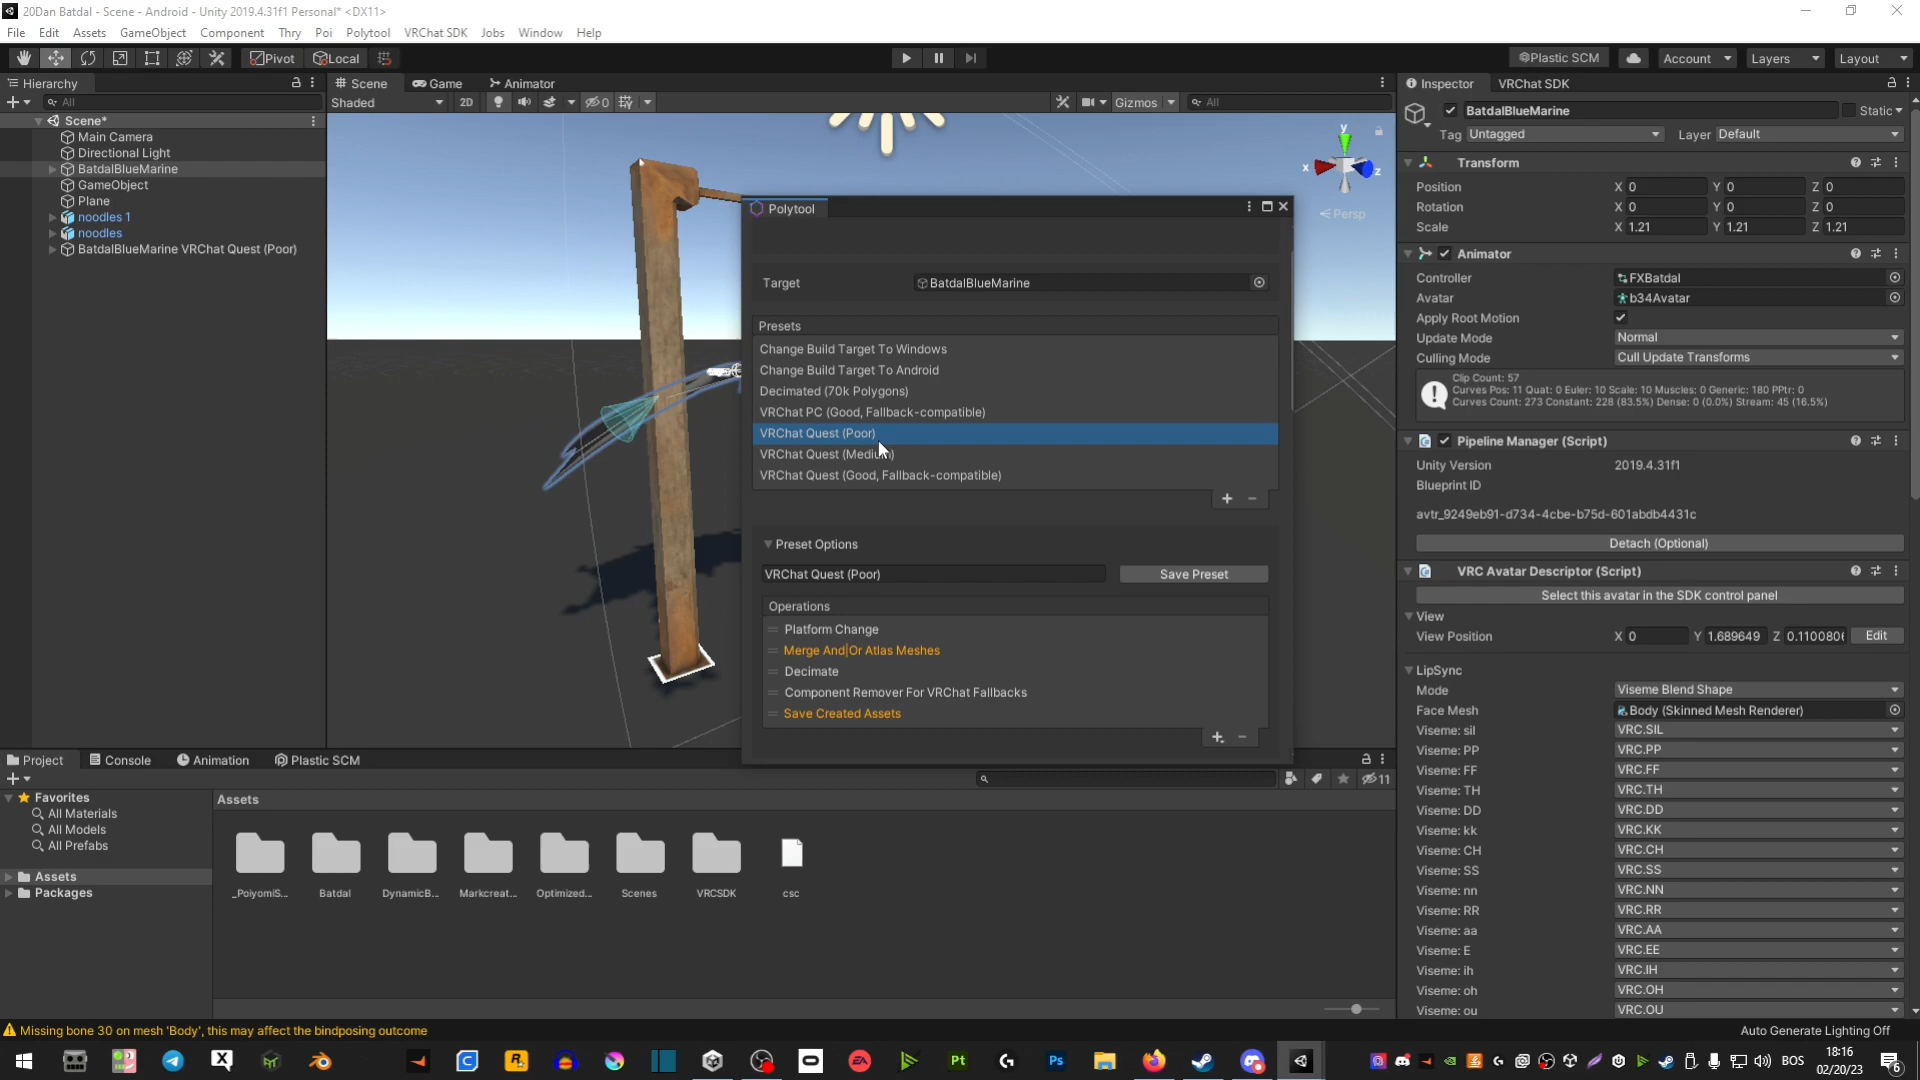 20Dan Batdal - Scene - Android - Unity 2019.4.31f1 Personal* <DX11>
File Edit Assets GameObject Component Thry Poi Polytool VRChat SDK Jobs Window Help
Pivot Local Plastic SCM Account Layers Layout
Hierarchy
All
Scene*
Main Camera
Directional Light
BatdalBlueMarine
GameObject
Plane
noodles 1
noodles
BatdalBlueMarine VRChat Quest (Poor)
Scene Game Animator
Shaded 2D 0 Gizmos All
y
x
z
Persp
Polytool
Target BatdalBlueMarine
Presets
Change Build Target To Windows
Change Build Target To Android
Decimated (70k Polygons)
VRChat PC (Good, Fallback-compatible)
VRChat Quest (Poor)
VRChat Quest (Medium)
VRChat Quest (Good, Fallback-compatible)
Preset Options
VRChat Quest (Poor) Save Preset
Operations
Platform Change
Merge And|Or Atlas Meshes
Decimate
Component Remover For VRChat Fallbacks
Save Created Assets
Inspector VRChat SDK
BatdalBlueMarine Static
Tag Untagged Layer Default
Transform
Position X 0 Y 0 Z 0
Rotation X 0 Y 0 Z 0
Scale X 1.21 Y 1.21 Z 1.21
Animator
Controller FXBatdal
Avatar b34Avatar
Apply Root Motion
Update Mode Normal
Culling Mode Cull Update Transforms
Clip Count: 57
Curves Pos: 11 Quat: 0 Euler: 10 Scale: 10 Muscles: 0 Generic: 180 PPtr: 0
Curves Count: 273 Constant: 228 (83.5%) Dense: 0 (0.0%) Stream: 45 (16.5%)
Pipeline Manager (Script)
Unity Version 2019.4.31f1
Blueprint ID
avtr_9249eb91-d734-4cbe-b75d-601abdb4431c
Detach (Optional)
VRC Avatar Descriptor (Script)
Select this avatar in the SDK control panel
View
View Position X 0 Y 1.689649 Z 0.1100806 Edit
LipSync
Mode Viseme Blend Shape
Face Mesh Body (Skinned Mesh Renderer)
Viseme: sil VRC.SIL
Viseme: PP VRC.PP
Viseme: FF VRC.FF
Viseme: TH VRC.TH
Viseme: DD VRC.DD
Viseme: kk VRC.KK
Viseme: CH VRC.CH
Viseme: SS VRC.SS
Viseme: nn VRC.NN
Viseme: RR VRC.RR
Viseme: aa VRC.AA
Viseme: E VRC.EE
Viseme: ih VRC.IH
Viseme: oh VRC.OH
Viseme: ou VRC.OU
Project Console Animation Plastic SCM
11
Favorites
All Materials
All Models
All Prefabs
Assets
Packages
Assets
_PoiyomiS... Batdal DynamicB... Markcreat... Optimized... Scenes VRCSDK csc
Missing bone 30 on mesh 'Body', this may affect the bindposing outcome
Auto Generate Lighting Off
BOS
18:16
02/20/23
6